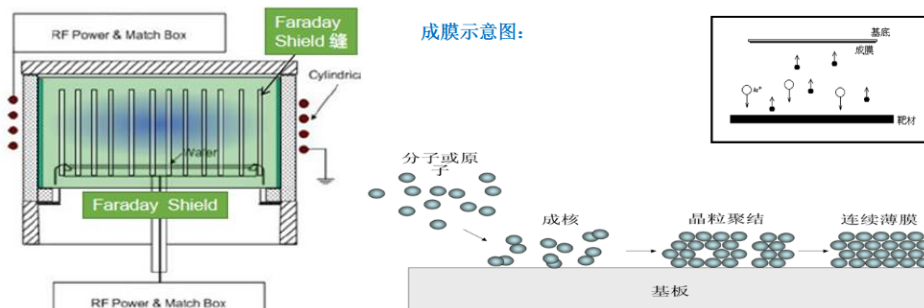 RF Power & Match Box
Faraday
Shield 缝
Cylindrica
Wafer
Faraday Shield
RF Power & Match Box
成膜示意图:
基底
成膜
Ar⁺
靶材
分子或原
子
成核
晶粒聚结
连续薄膜
基板